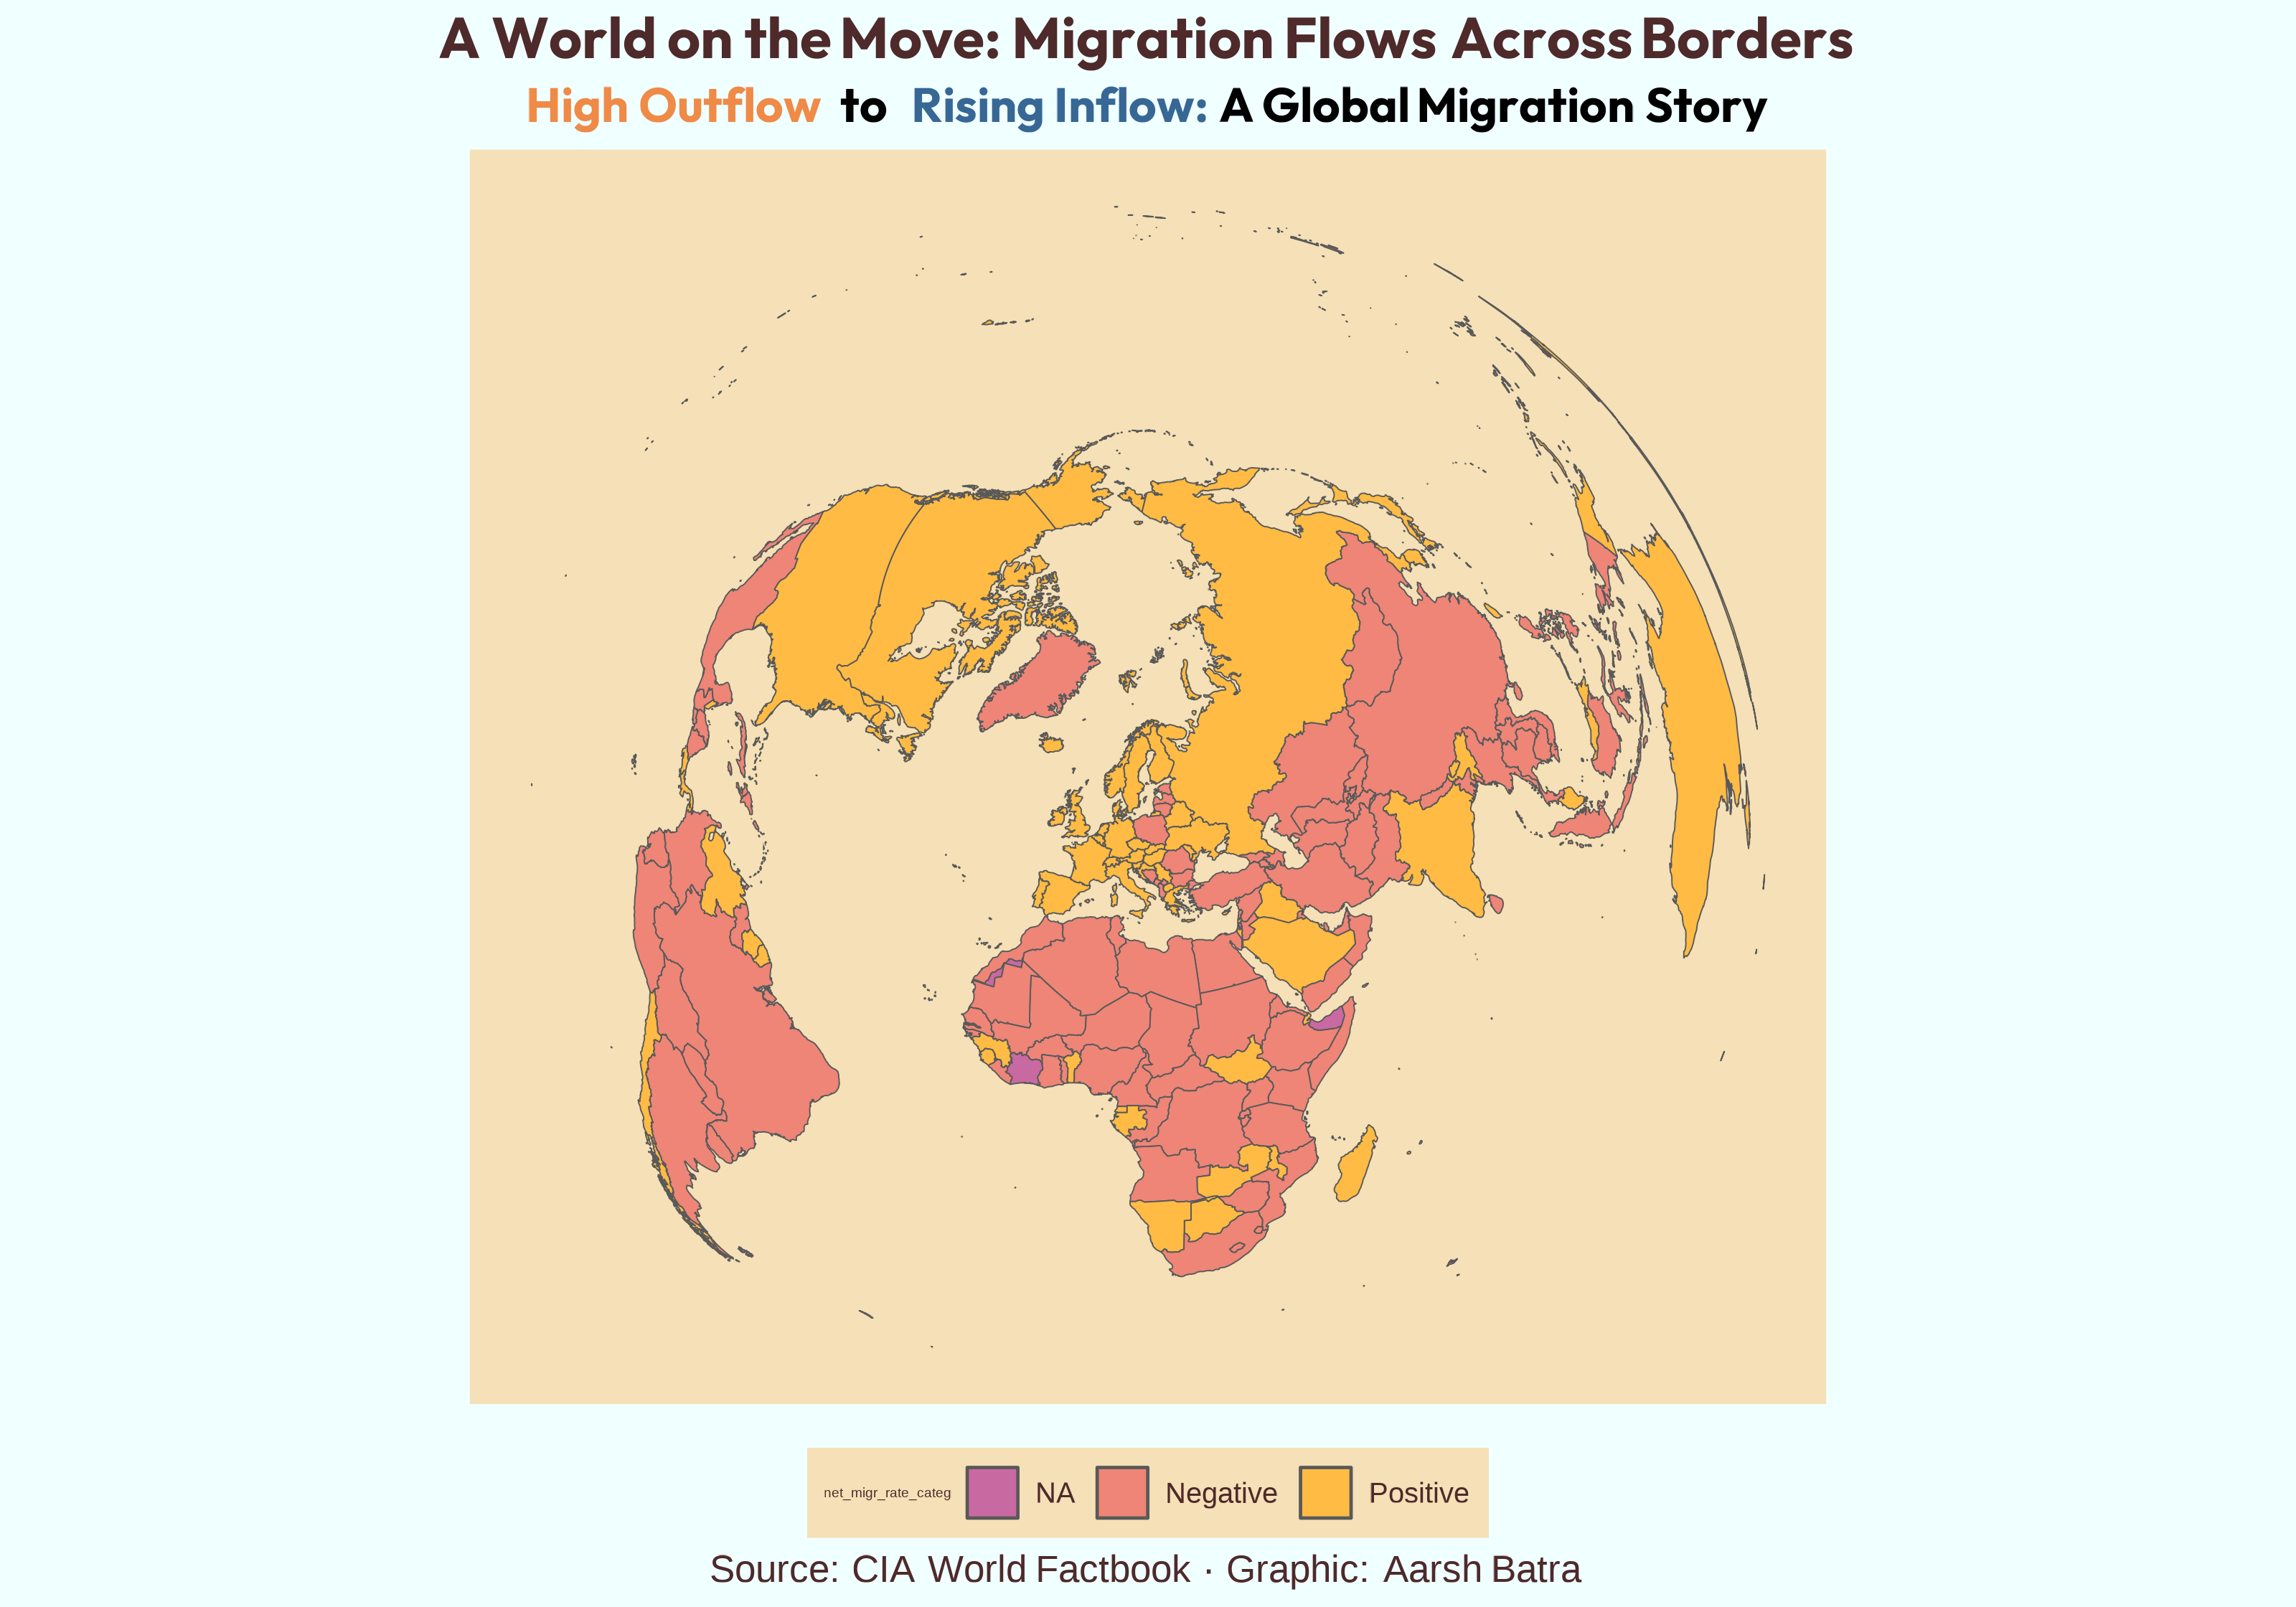 A World on the Move: Migration Flows Across Borders
High Outflow to Rising Inflow: A Global Migration Story
net_migr_rate_categ NA Negative Positive
Source: CIA World Factbook · Graphic: Aarsh Batra